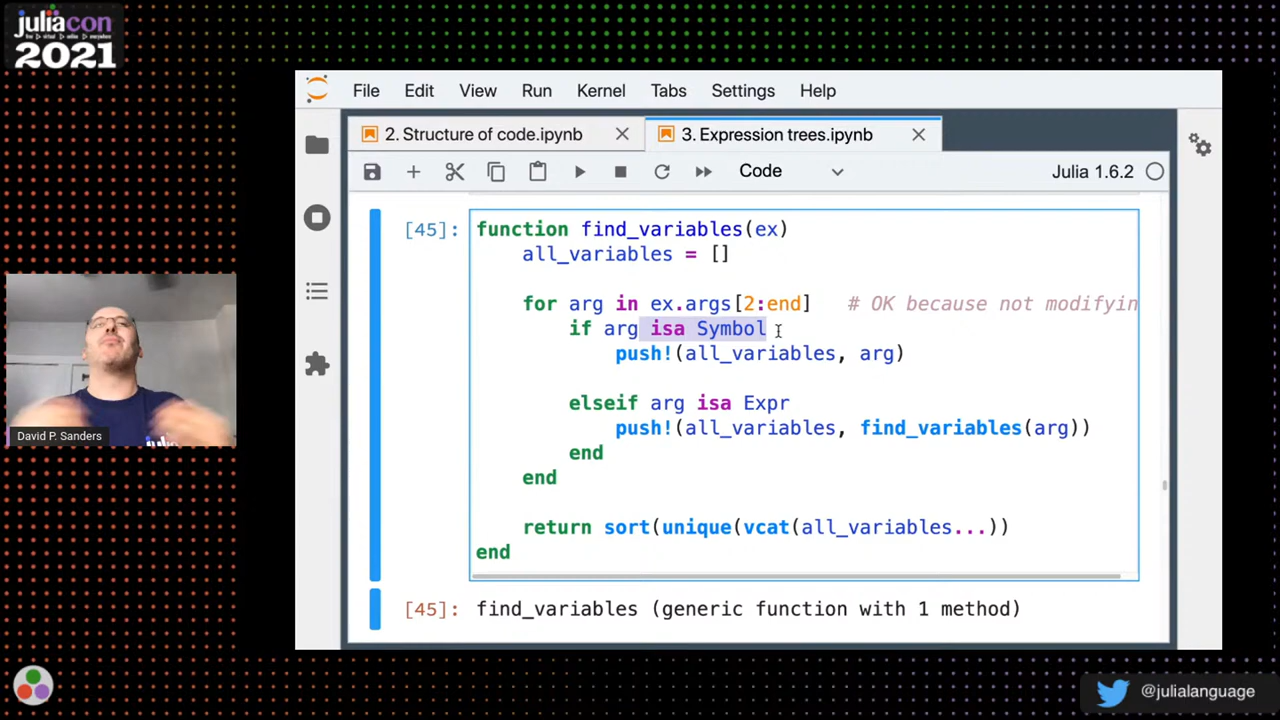 juliacon
2021
File Edit View Run Kernel Tabs Settings Help
2. Structure of code.ipynb
3. Expression trees.ipynb
Code
Julia 1.6.2
[45]:
function find_variables(ex)
all_variables = []
for arg in ex.args[2:end] # OK because not modifyin
if arg isa Symbol
push!(all_variables, arg)
elseif arg isa Expr
push!(all_variables, find_variables(arg))
end
end
return sort(unique(vcat(all_variables...))
end
[45]: find_variables (generic function with 1 method)
David P. Sanders
@julialanguage